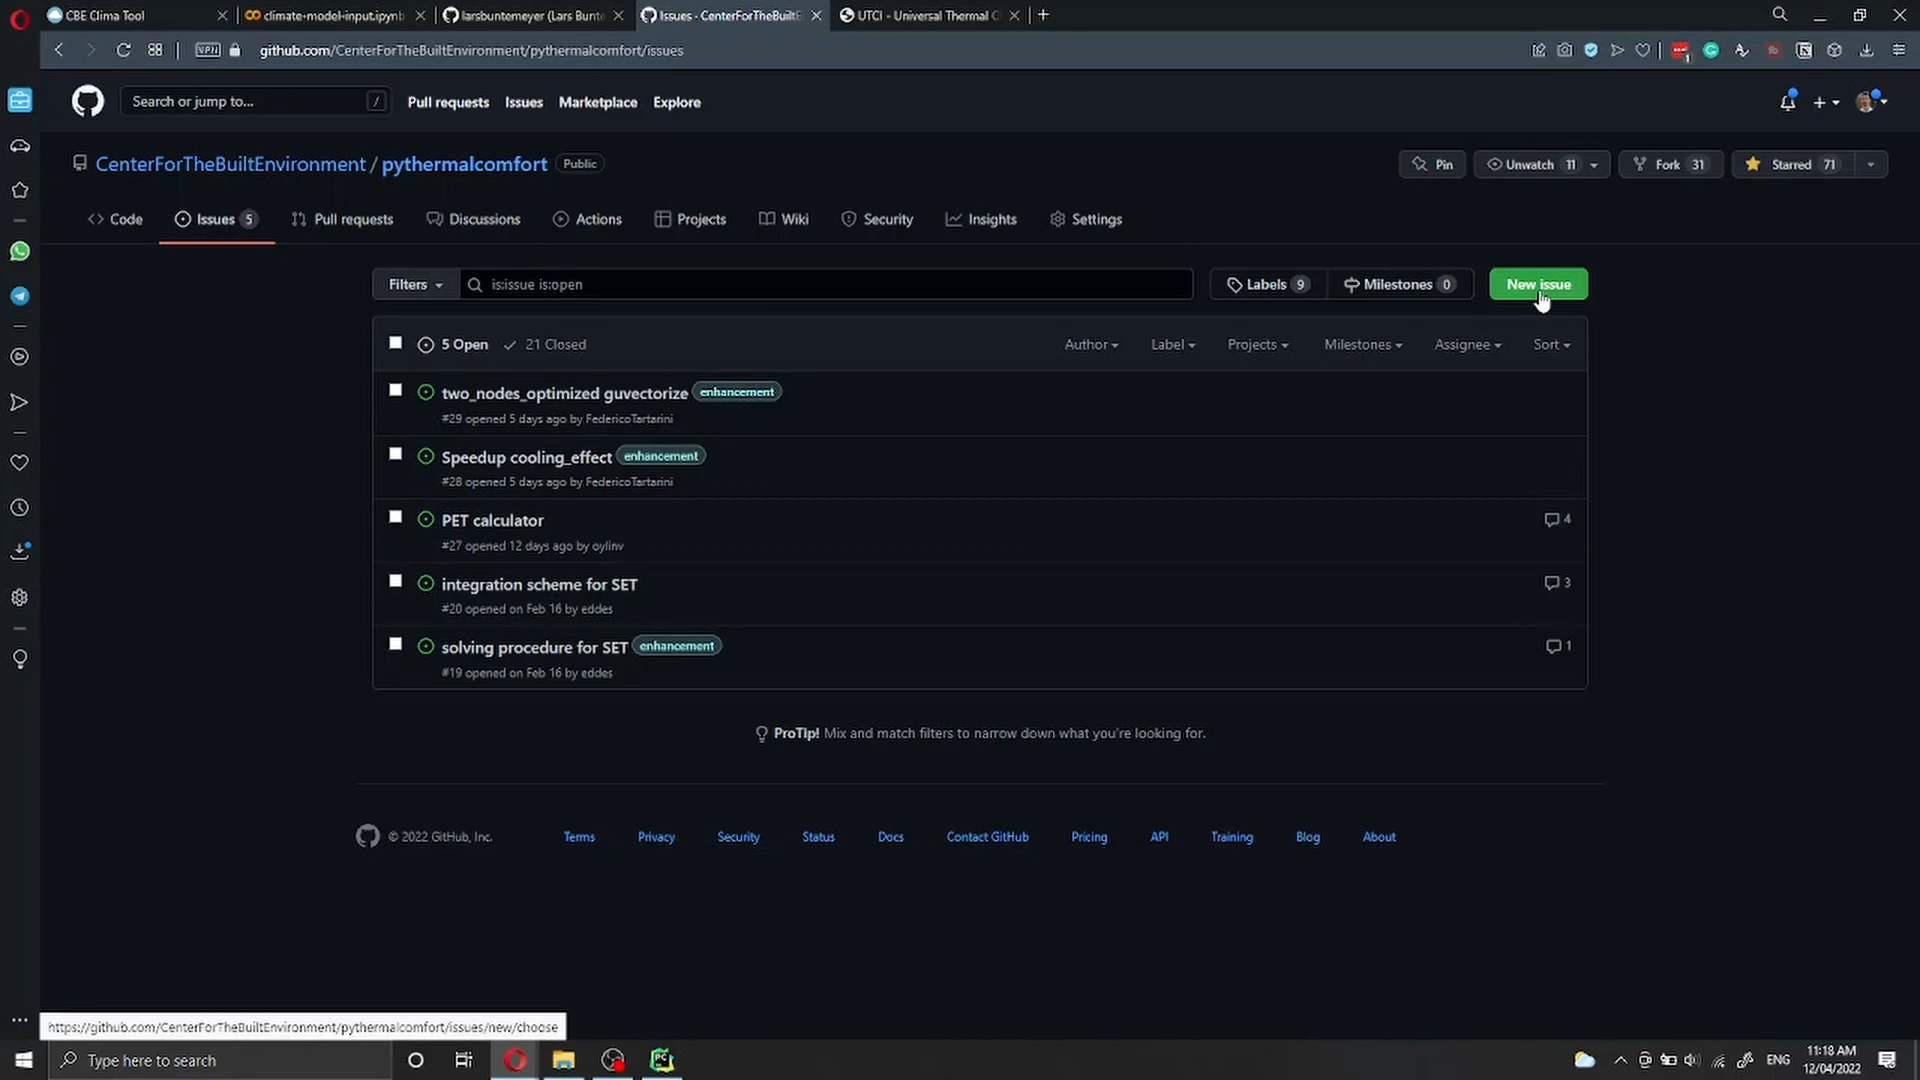 CBE Clima Tool
climate-model-input.ipynb
larsbuntemeyer (Lars Bunte
Issues - CenterForTheBuiltE
UTCI - Universal Thermal C
VPN
github.com/CenterForTheBuiltEnvironment/pythermalcomfort/issues
1
Search or jump to...
/
Pull requests
Issues
Marketplace
Explore
CenterForTheBuiltEnvironment / pythermalcomfort
Public
Pin
Unwatch 11
Fork 31
Starred 71
Code
Issues 5
Pull requests
Discussions
Actions
Projects
Wiki
Security
Insights
Settings
Filters
is:issue is:open
Labels 9
Milestones 0
New issue
5 Open
21 Closed
Author
Label
Projects
Milestones
Assignee
Sort
two_nodes_optimized guvectorize enhancement
#29 opened 5 days ago by FedericoTartarini
Speedup cooling_effect enhancement
#28 opened 5 days ago by FedericoTartarini
PET calculator
4
#27 opened 12 days ago by oylinv
integration scheme for SET
3
#20 opened on Feb 16 by eddes
solving procedure for SET enhancement
1
#19 opened on Feb 16 by eddes
ProTip! Mix and match filters to narrow down what you're looking for.
© 2022 GitHub, Inc.
Terms
Privacy
Security
Status
Docs
Contact GitHub
Pricing
API
Training
Blog
About
https://github.com/CenterForTheBuiltEnvironment/pythermalcomfort/issues/new/choose
Type here to search
PC
ENG
11:18 AM
12/04/2022